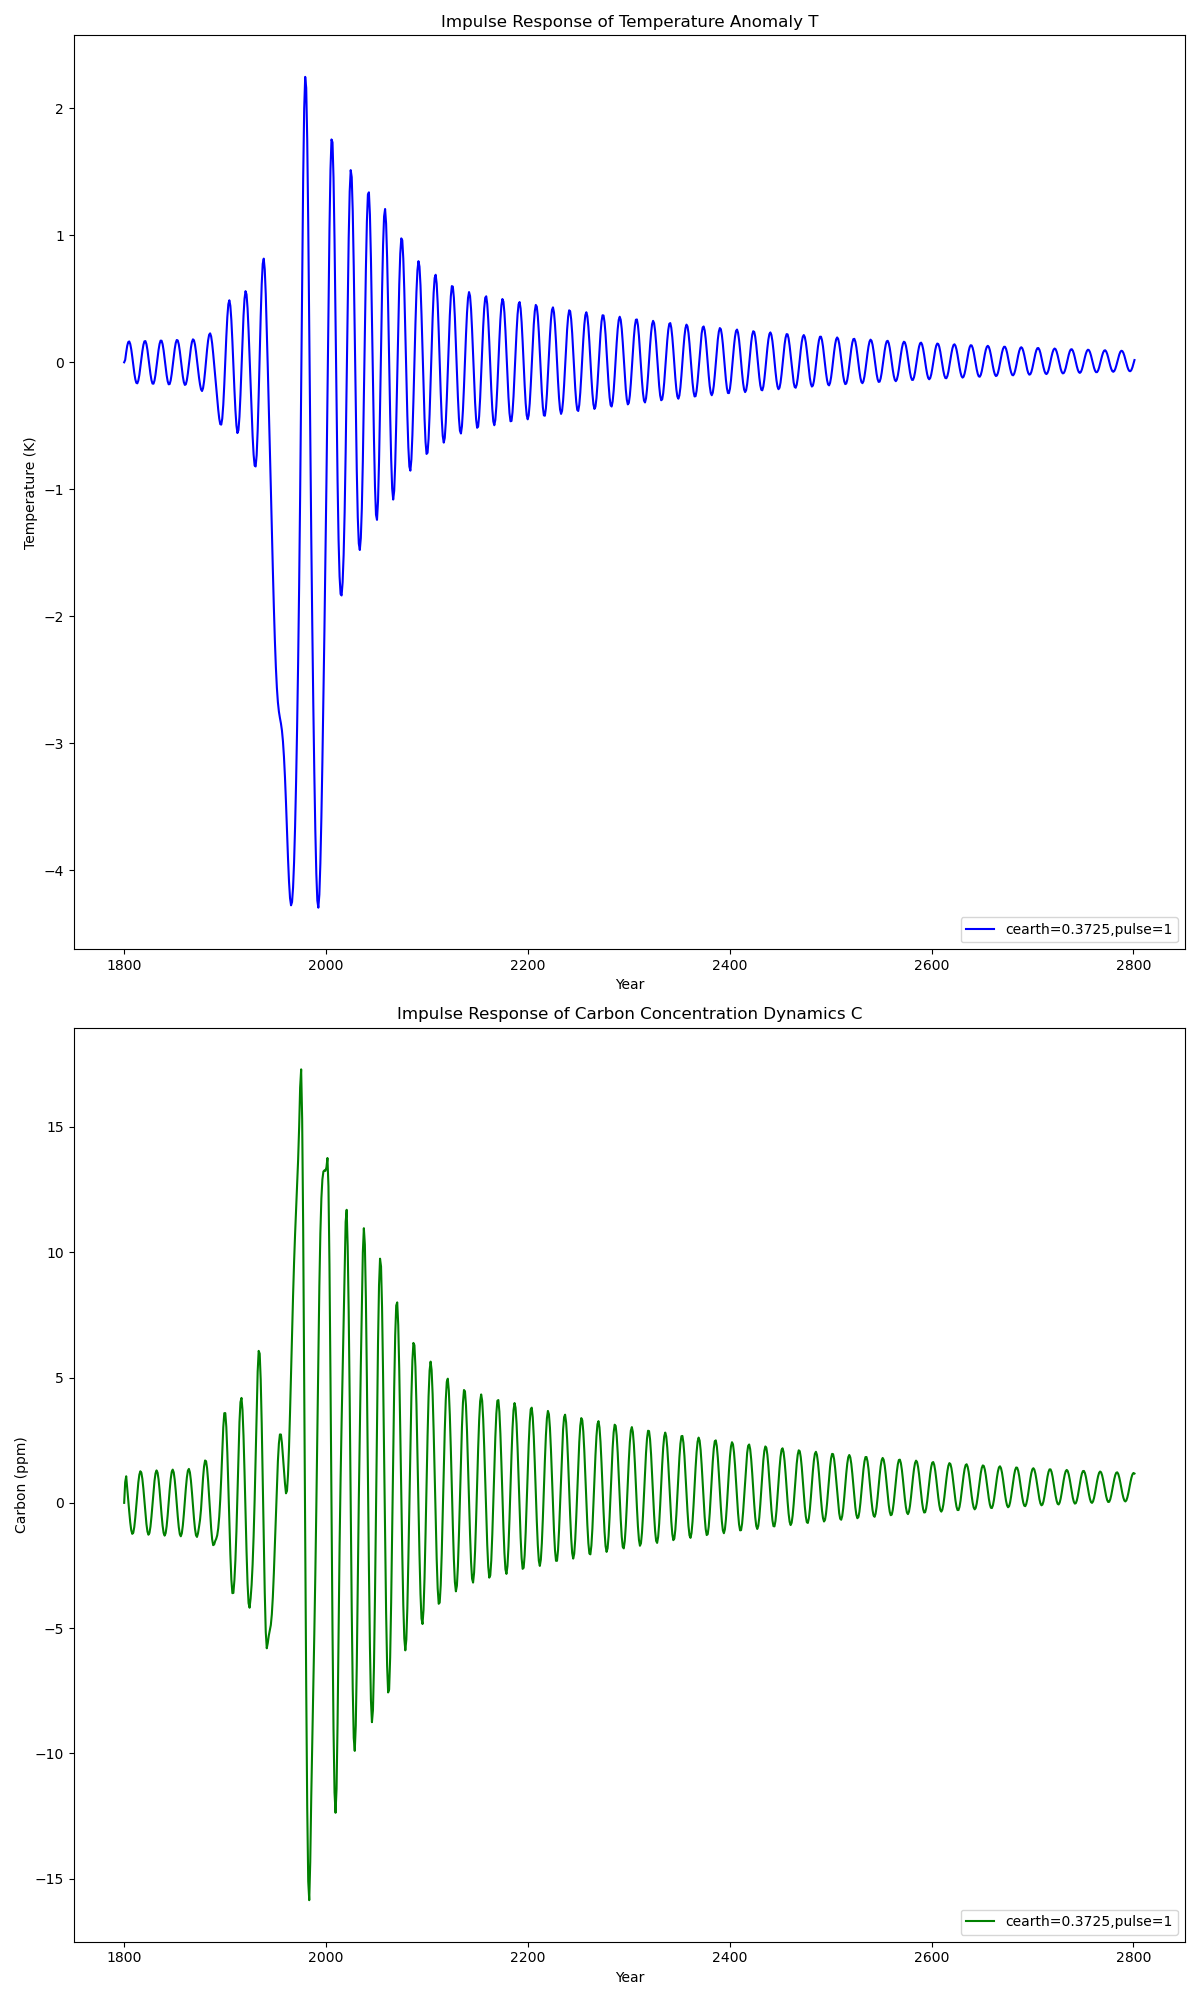 Impulse Response of Temperature Anomaly T
2
1
0
−1
−2
−3
−4
Temperature (K)
cearth=0.3725,pulse=1
1800 2000 2200 2400 2600 2800
Year
Impulse Response of Carbon Concentration Dynamics C
15
10
5
0
−5
−10
−15
Carbon (ppm)
cearth=0.3725,pulse=1
1800 2000 2200 2400 2600 2800
Year